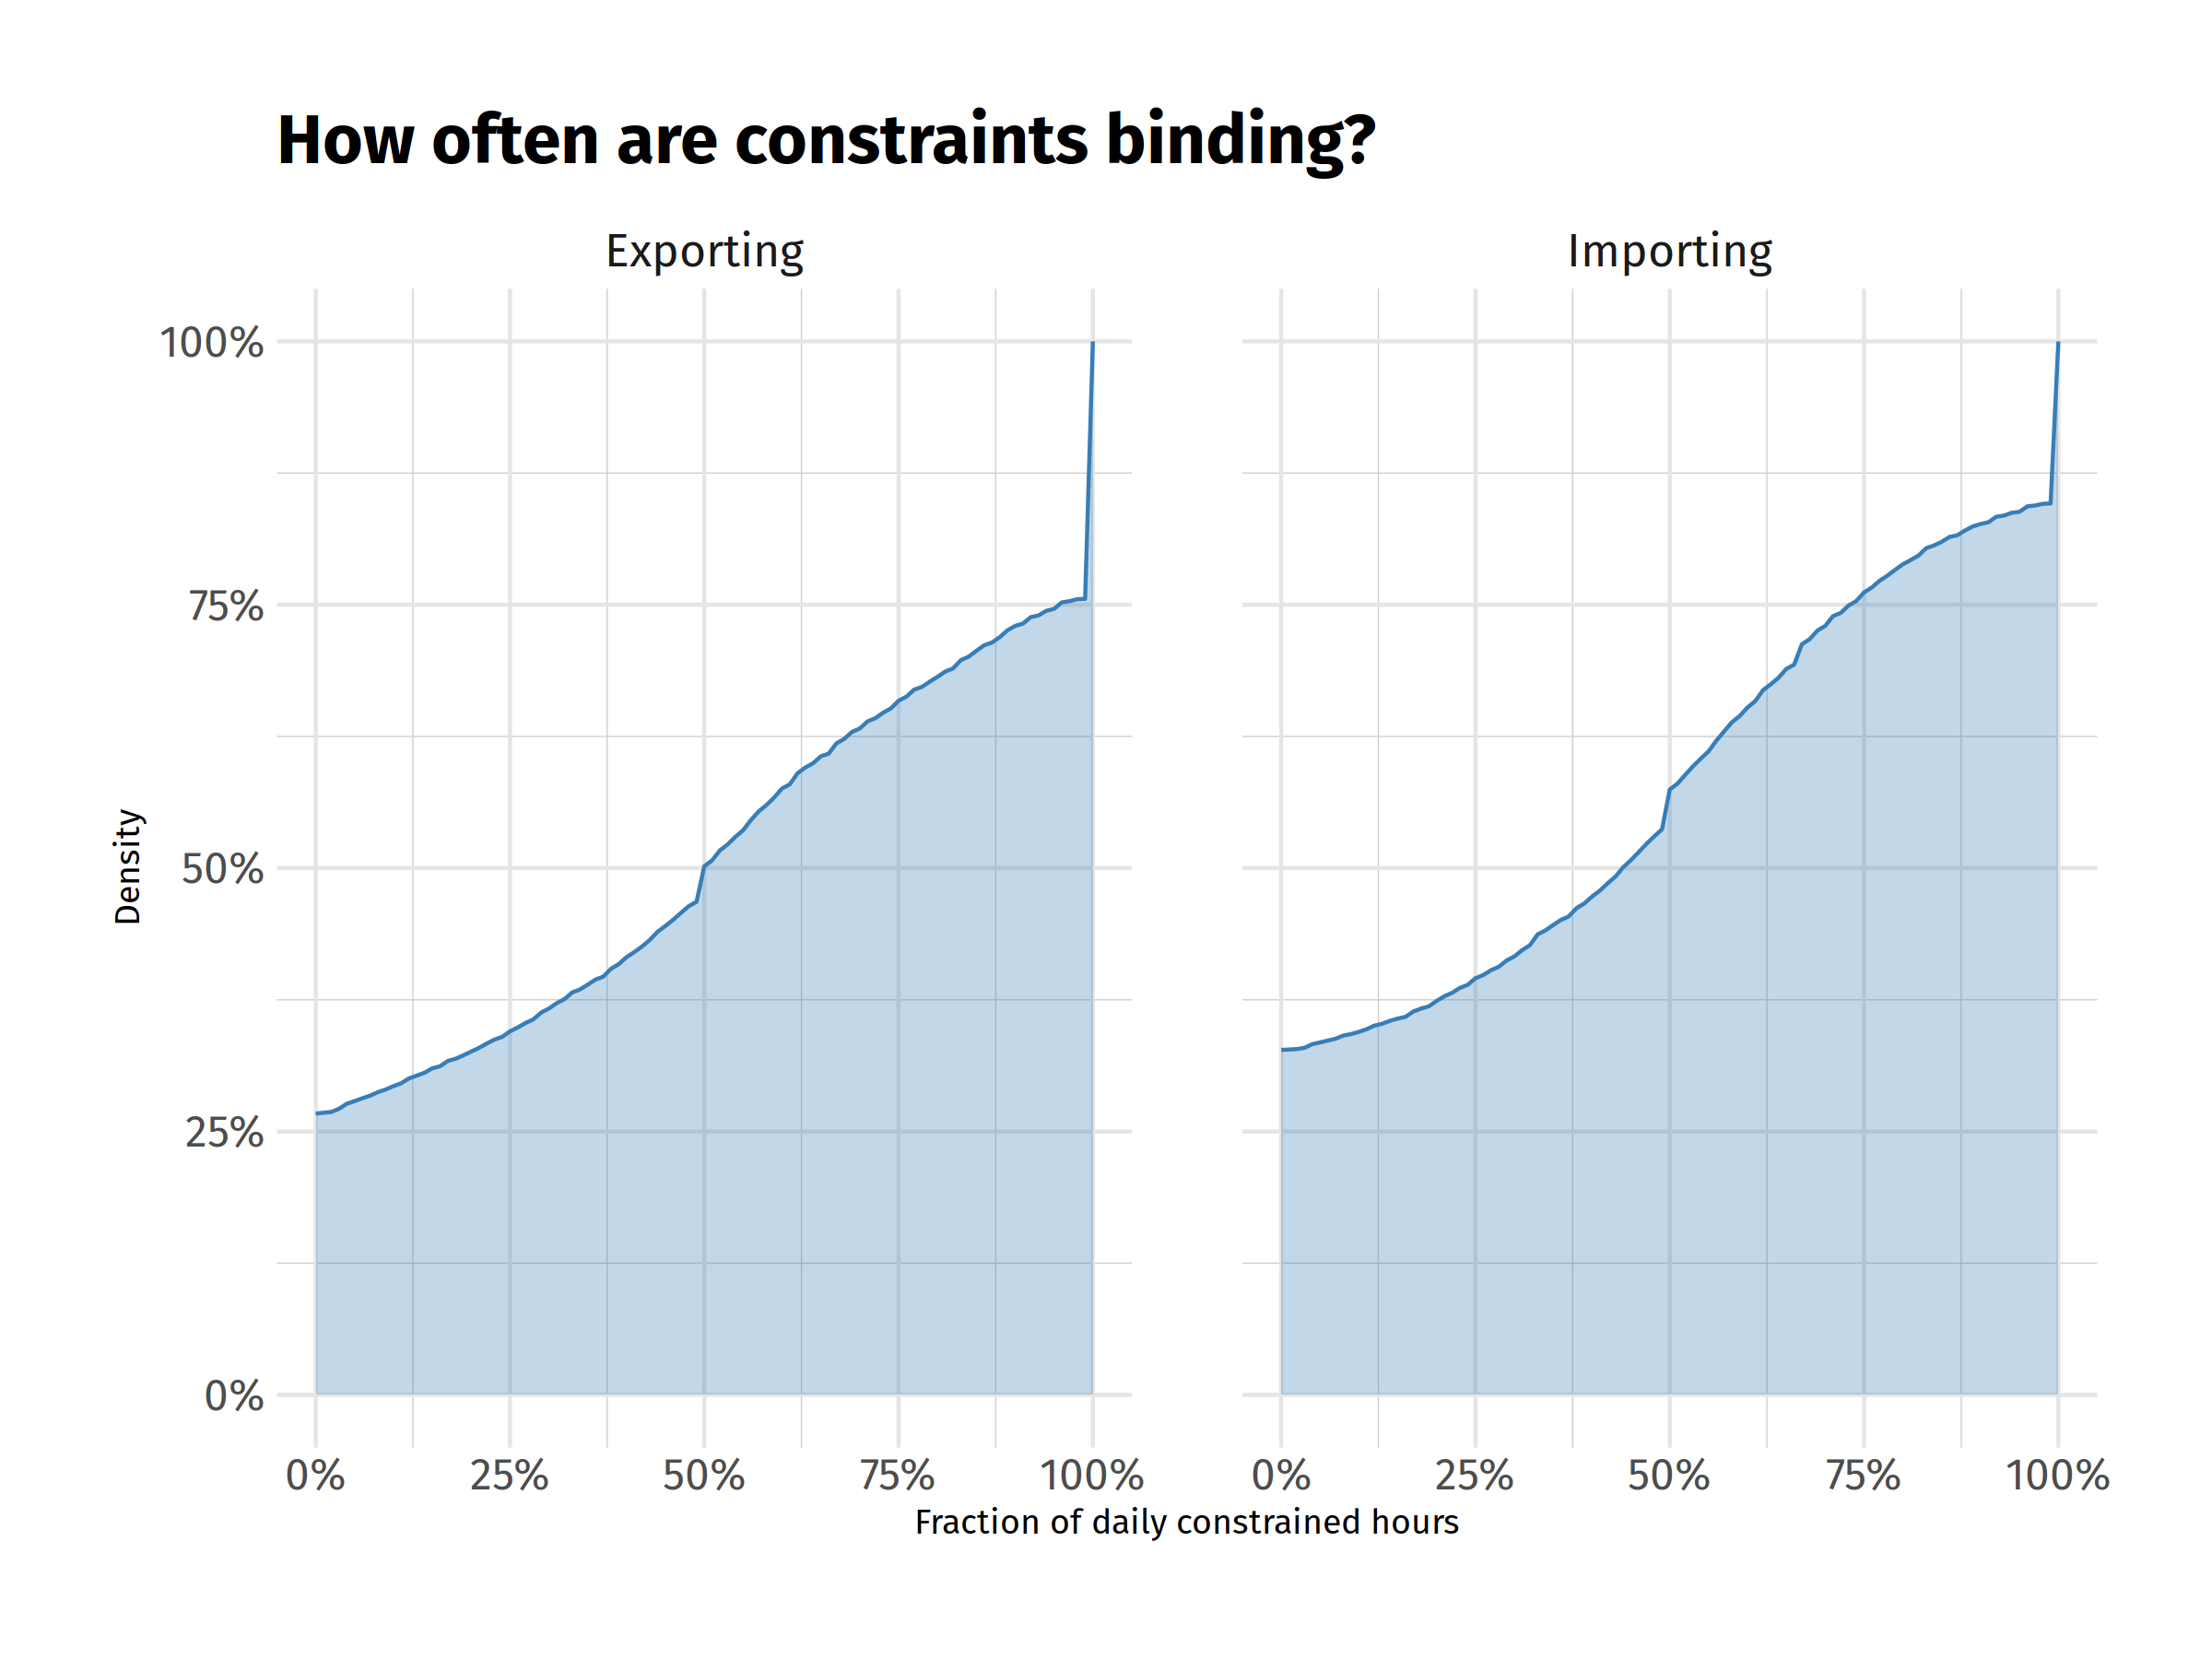 How often are constraints binding?
Exporting
Importing
100%
75%
50%
25%
0%
Density
0% 25% 50% 75% 100%
0% 25% 50% 75% 100%
Fraction of daily constrained hours